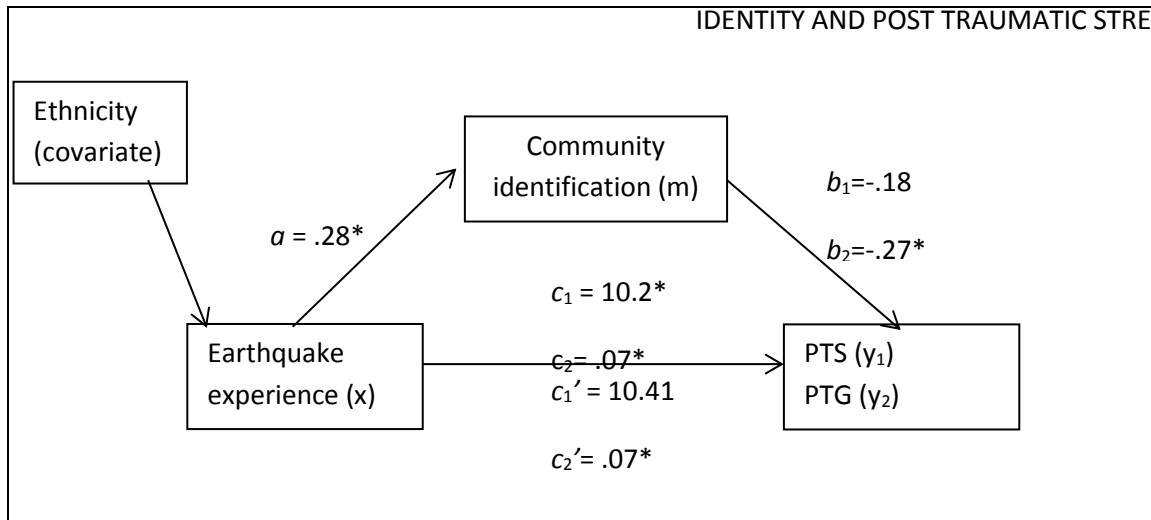 IDENTITY AND POST TRAUMATIC STRE
Ethnicity
(covariate)
Community
identification (m)
a = .28*
b₁=-.18
b₂=-.27*
c₁ = 10.2*
c₂= .07*
c₁’ = 10.41
c₂’= .07*
Earthquake
experience (x)
PTS (y₁)
PTG (y₂)